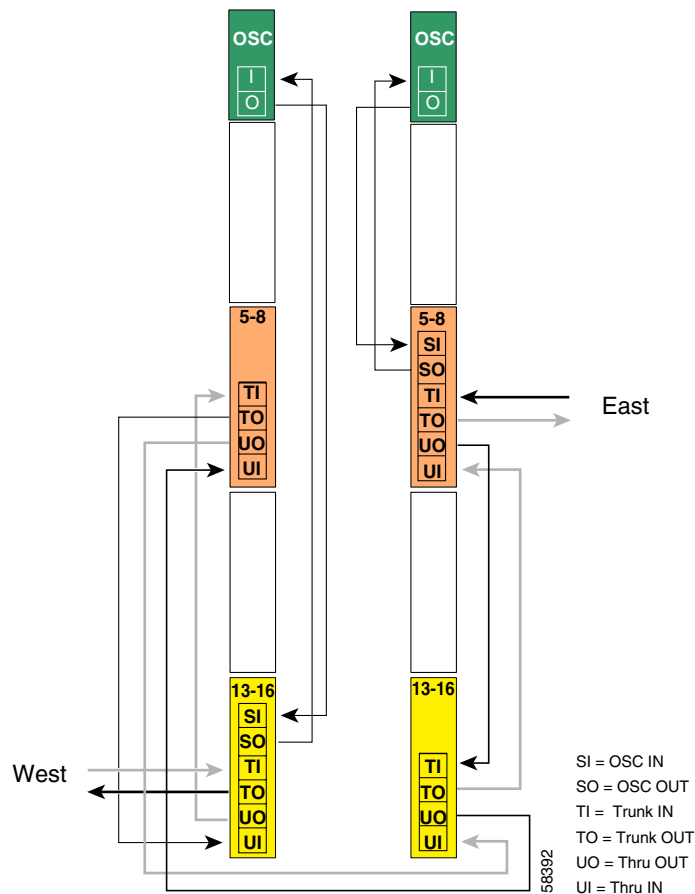 OSC
I
O
OSC
I
O
5-8
TI
TO
UO
UI
5-8
SI
SO
TI
TO
UO
UI
East
13-16
SI
SO
TI
TO
UO
UI
West
13-16
TI
TO
UO
UI
58392
SI = OSC IN
SO = OSC OUT
TI = Trunk IN
TO = Trunk OUT
UO = Thru OUT
UI = Thru IN